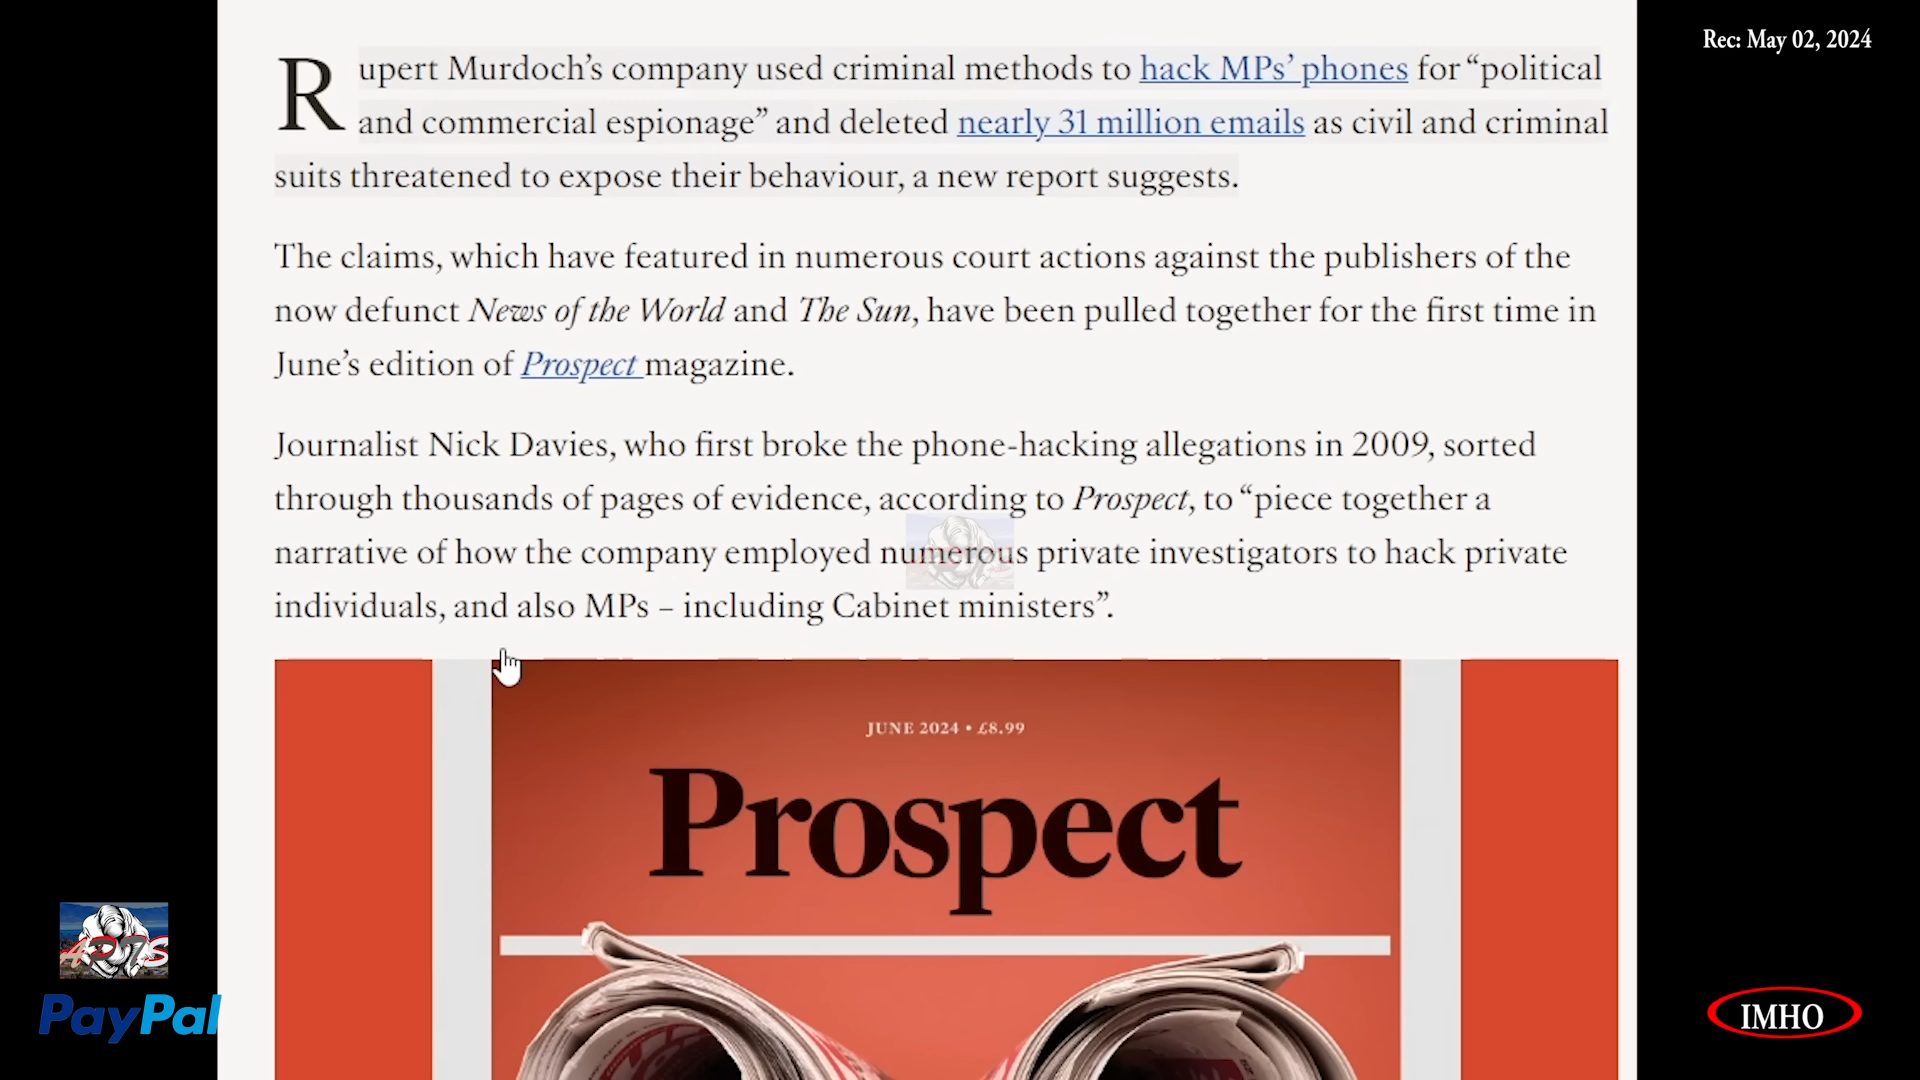 Rec: May 02, 2024
Rupert Murdoch’s company used criminal methods to hack MPs’ phones for “political
and commercial espionage” and deleted nearly 31 million emails as civil and criminal
suits threatened to expose their behaviour, a new report suggests.
The claims, which have featured in numerous court actions against the publishers of the
now defunct News of the World and The Sun, have been pulled together for the first time in
June’s edition of Prospect magazine.
Journalist Nick Davies, who first broke the phone-hacking allegations in 2009, sorted
through thousands of pages of evidence, according to Prospect, to “piece together a
narrative of how the company employed numerous private investigators to hack private
individuals, and also MPs – including Cabinet ministers”.
JUNE 2024 • £8.99
Prospect
PayPal
IMHO